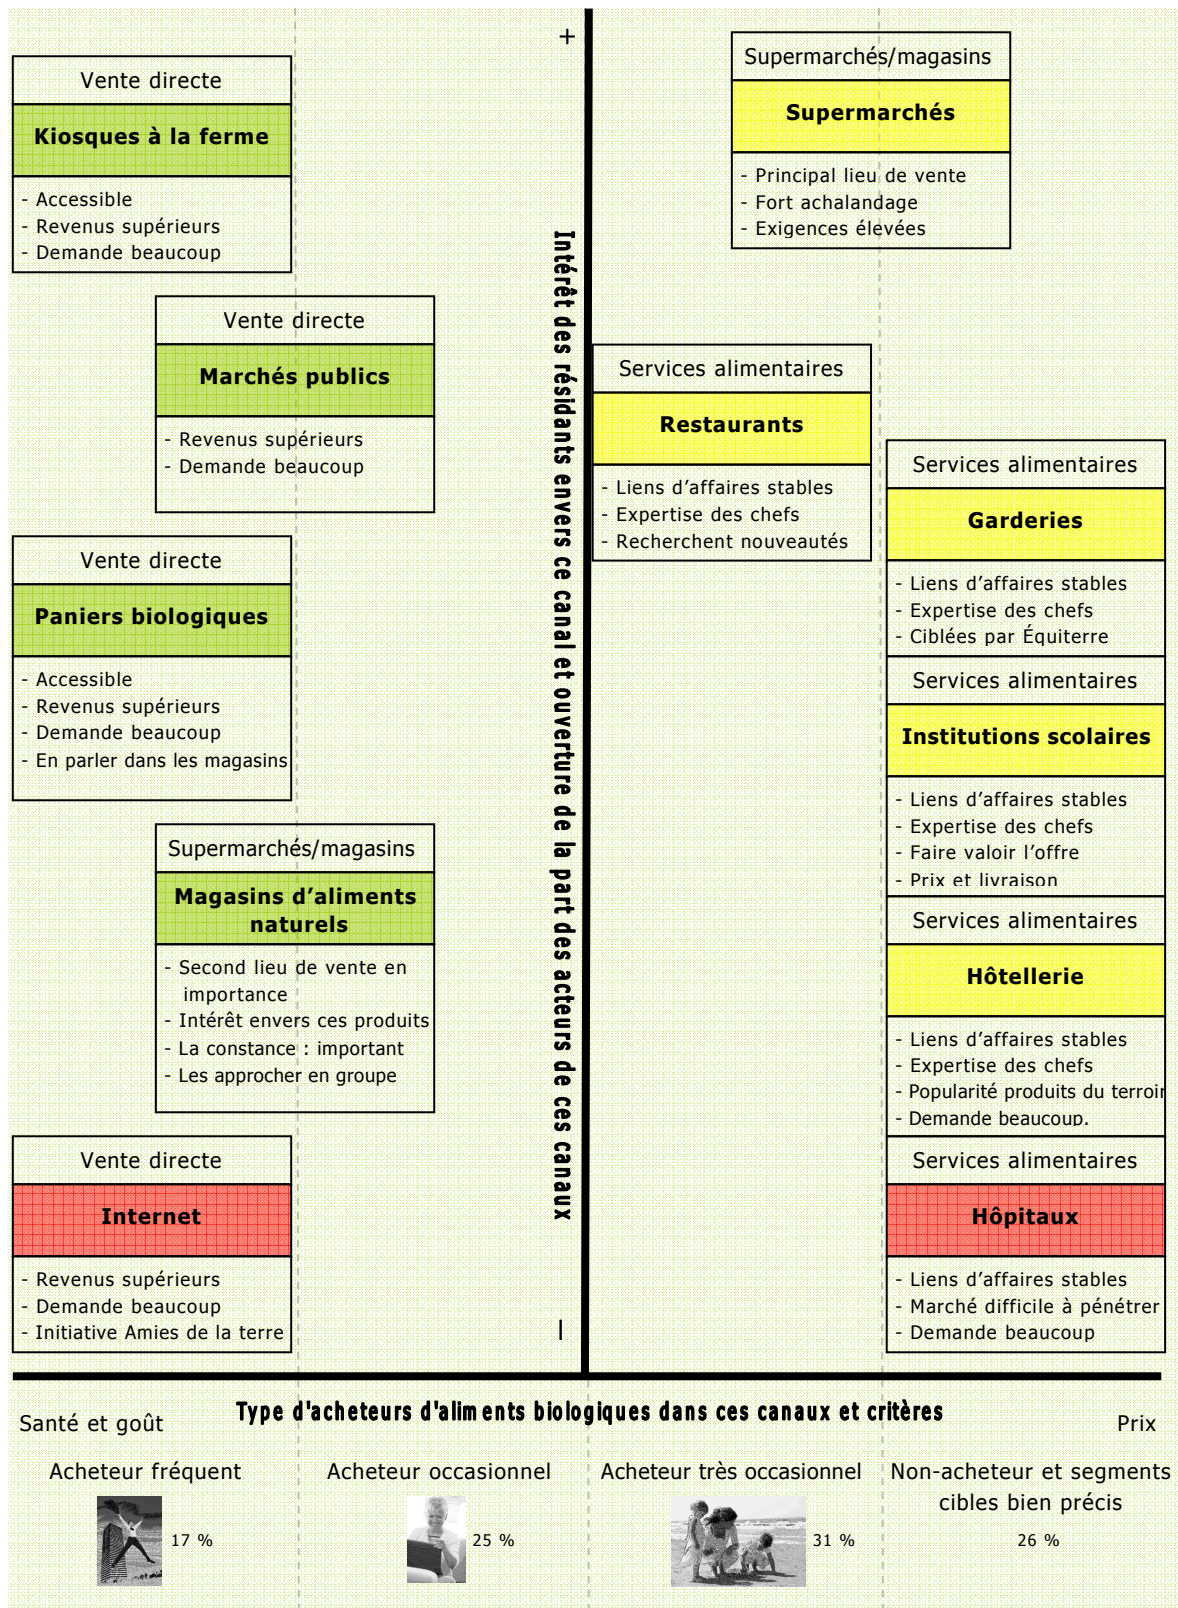 +
Vente directe
Kiosques à la ferme
- Accessible
- Revenus supérieurs
- Demande beaucoup
Supermarchés/magasins
Supermarchés
- Principal lieu de vente
- Fort achalandage
- Exigences élevées
Vente directe
Marchés publics
- Revenus supérieurs
- Demande beaucoup
Services alimentaires
Restaurants
- Liens d'affaires stables
- Expertise des chefs
- Recherchent nouveautés
Services alimentaires
Garderies
- Liens d'affaires stables
- Expertise des chefs
- Ciblées par Équiterre
Vente directe
Paniers biologiques
- Accessible
- Revenus supérieurs
- Demande beaucoup
- En parler dans les magasins
Services alimentaires
Institutions scolaires
- Liens d'affaires stables
- Expertise des chefs
- Faire valoir l'offre
- Prix et livraison
Supermarchés/magasins
Magasins d'aliments
naturels
- Second lieu de vente en
importance
- Intérêt envers ces produits
- La constance : important
- Les approcher en groupe
Services alimentaires
Hôtellerie
- Liens d'affaires stables
- Expertise des chefs
- Popularité produits du terroir
- Demande beaucoup.
Vente directe
Internet
- Revenus supérieurs
- Demande beaucoup
- Initiative Amies de la terre
Services alimentaires
Hôpitaux
- Liens d'affaires stables
- Marché difficile à pénétrer
- Demande beaucoup
Intérêt des résidants envers ce canal et ouverture de la part des acteurs de ces canaux
–
Type d'acheteurs d'aliments biologiques dans ces canaux et critères
Santé et goût
Prix
Acheteur fréquent
17 %
Acheteur occasionnel
25 %
Acheteur très occasionnel
31 %
Non-acheteur et segments
cibles bien précis
26 %